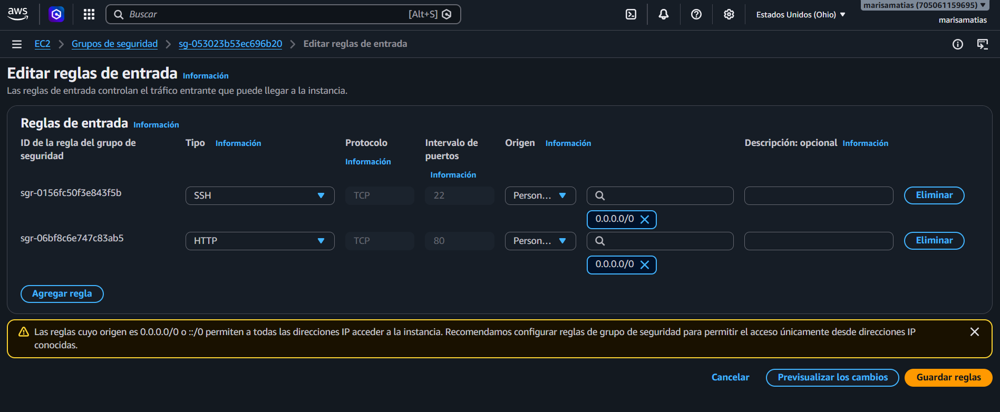 aws
Buscar
[Alt+S]
Estados Unidos (Ohio)
marisamatias (705061159695)
marisamatias
EC2
Grupos de seguridad
sg-053023b53ec696b20
Editar reglas de entrada
Editar reglas de entrada
Información
Las reglas de entrada controlan el tráfico entrante que puede llegar a la instancia.
Reglas de entrada
Información
ID de la regla del grupo de
seguridad
Tipo
Información
Protocolo
Información
Intervalo de
puertos
Información
Origen
Información
Descripción: opcional
Información
sgr-0156fc50f3e843f5b
SSH
TCP
22
Person...
0.0.0.0/0
Eliminar
sgr-06bf8c6e747c83ab5
HTTP
TCP
80
Person...
0.0.0.0/0
Eliminar
Agregar regla
Las reglas cuyo origen es 0.0.0.0/0 o ::/0 permiten a todas las direcciones IP acceder a la instancia. Recomendamos configurar reglas de grupo de seguridad para permitir el acceso únicamente desde direcciones IP
conocidas.
Cancelar
Previsualizar los cambios
Guardar reglas